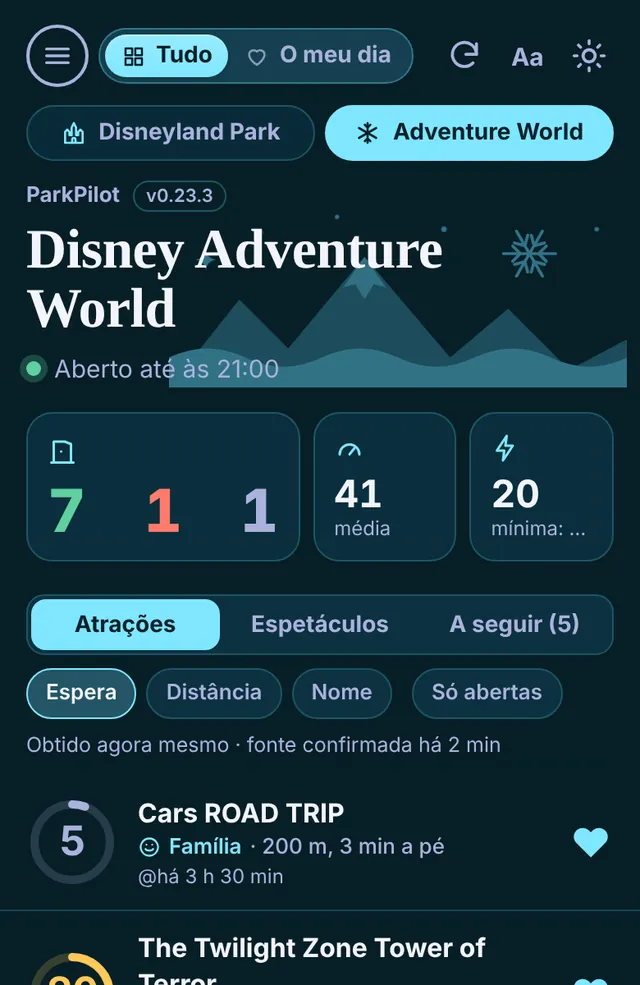 Tudo
O meu dia
Aa
Disneyland Park
Adventure World
ParkPilot
v0.23.3
Disney Adventure
World
Aberto até às 21:00
7 1 1
41
média
20
mínima: ...
Atrações
Espetáculos
A seguir (5)
Espera
Distância
Nome
Só abertas
Obtido agora mesmo · fonte confirmada há 2 min
5
Cars ROAD TRIP
Família · 200 m, 3 min a pé
@há 3 h 30 min
The Twilight Zone Tower of
Terror